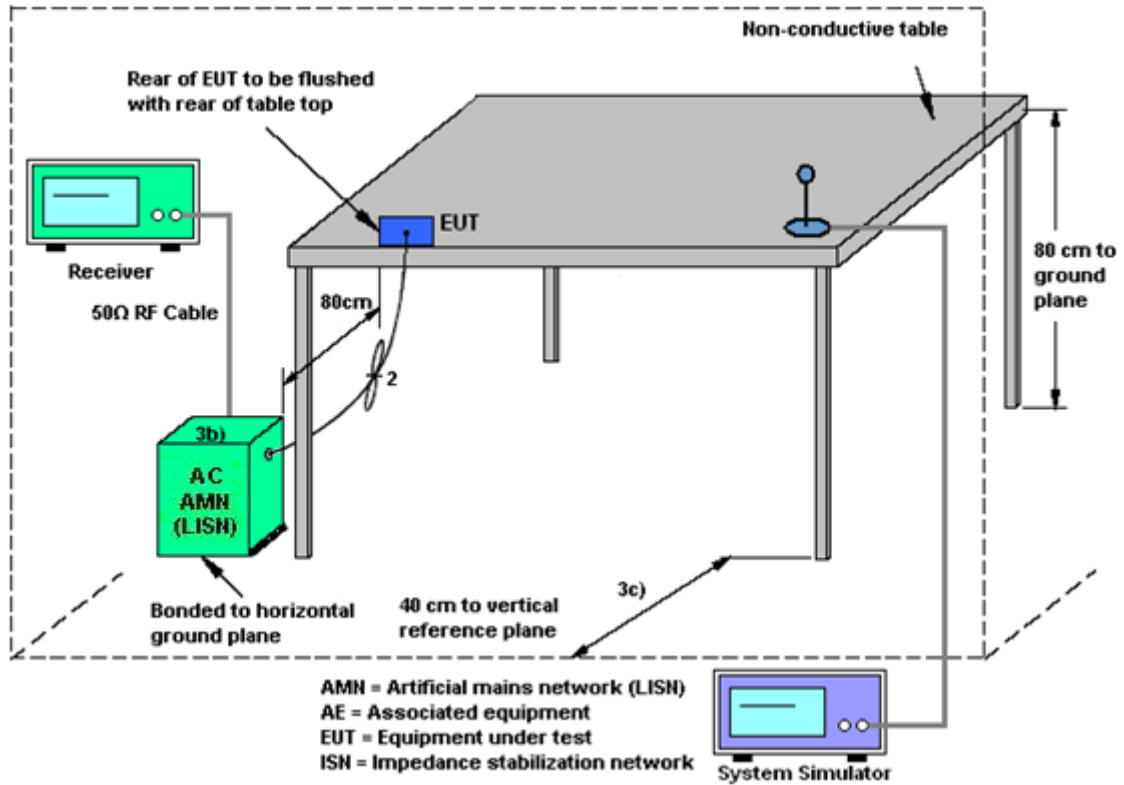 Non-conductive table
Rear of EUT to be flushed
with rear of table top
EUT
Receiver
50Ω RF Cable
80cm
2
80 cm to
ground
plane
3b)
AC
AMN
(LISN)
Bonded to horizontal
ground plane
40 cm to vertical
reference plane
3c)
AMN = Artificial mains network (LISN)
AE = Associated equipment
EUT = Equipment under test
ISN = Impedance stabilization network
System Simulator